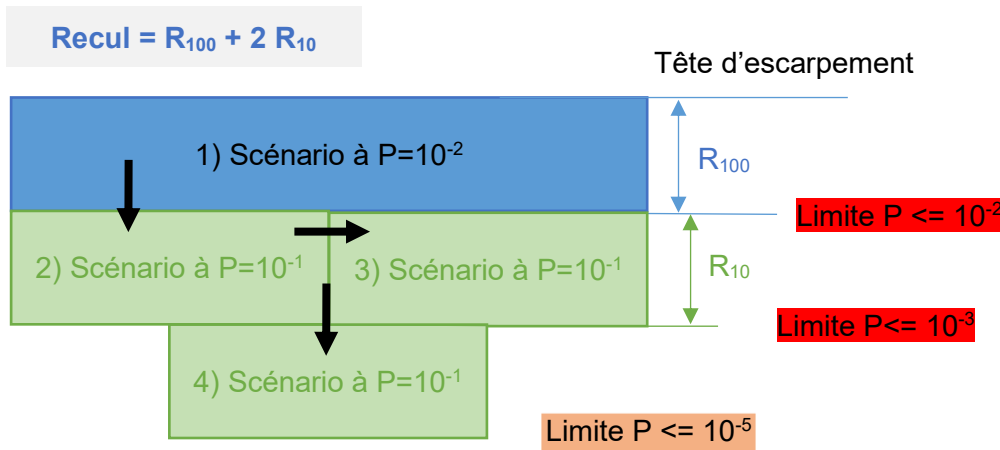 Recul = R₁₀₀ + 2 R₁₀
Tête d’escarpement
1) Scénario à P=10⁻²
R₁₀₀
Limite P <= 10⁻²
2) Scénario à P=10⁻¹
3) Scénario à P=10⁻¹
R₁₀
Limite P<= 10⁻³
4) Scénario à P=10⁻¹
Limite P <= 10⁻⁵